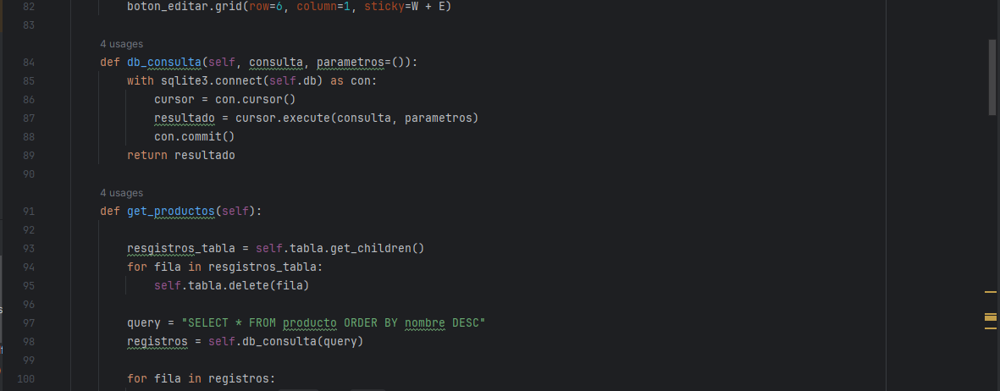 82 boton_editar.grid(row=6, column=1, sticky=W + E)
83
4 usages
84 def db_consulta(self, consulta, parametros=()):
85 with sqlite3.connect(self.db) as con:
86 cursor = con.cursor()
87 resultado = cursor.execute(consulta, parametros)
88 con.commit()
89 return resultado
90
4 usages
91 def get_productos(self):
92
93 resgistros_tabla = self.tabla.get_children()
94 for fila in resgistros_tabla:
95 self.tabla.delete(fila)
96
97 query = "SELECT * FROM producto ORDER BY nombre DESC"
98 registros = self.db_consulta(query)
99
100 for fila in registros: